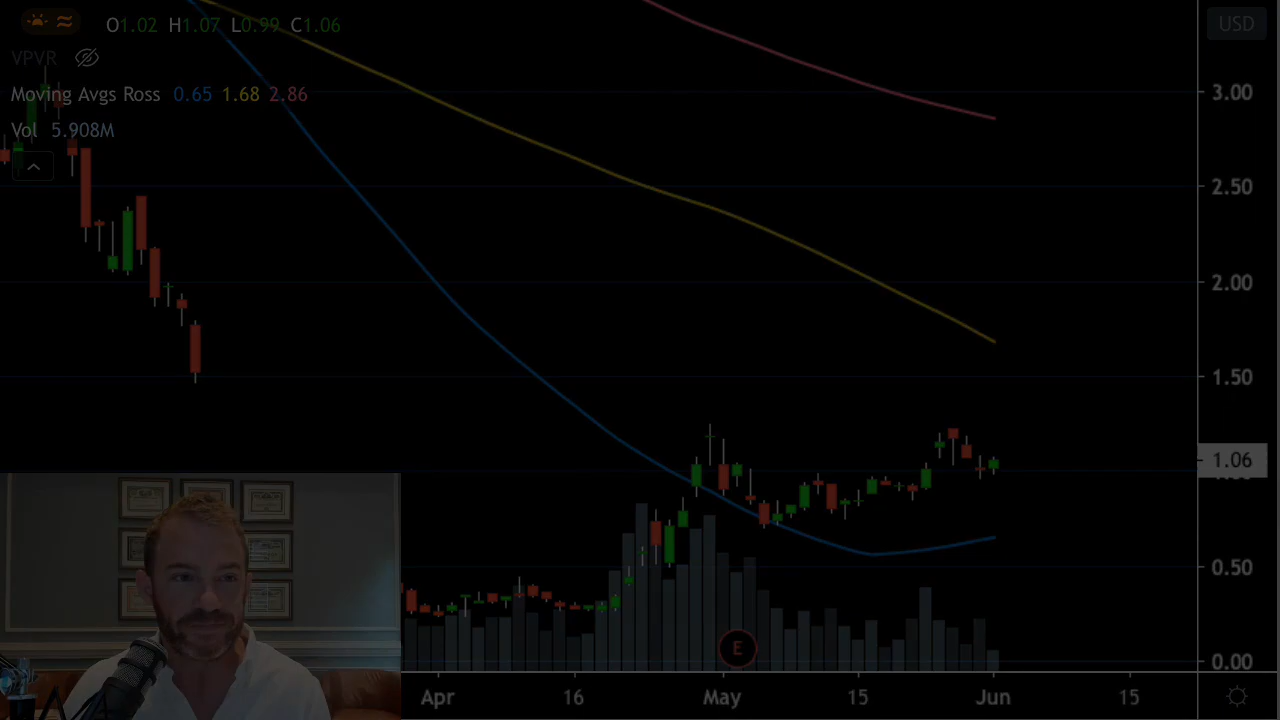 O1.02 H1.07 L0.99 C1.06
USD
VPVR
Moving Avgs Ross 0.65 1.68 2.86
Vol 5.908M
3.00
2.50
2.00
1.50
1.06
0.50
0.00
E
Apr 16 May 15 Jun 15